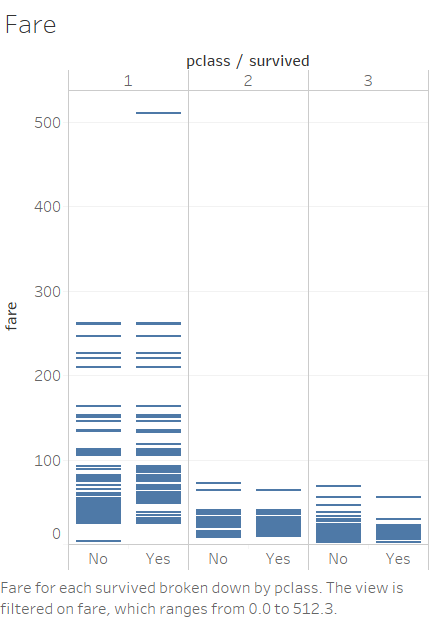 Fare
pclass / survived
1 2 3
500
400
300
200
100
0
fare
No Yes No Yes No Yes
Fare for each survived broken down by pclass. The view is
filtered on fare, which ranges from 0.0 to 512.3.